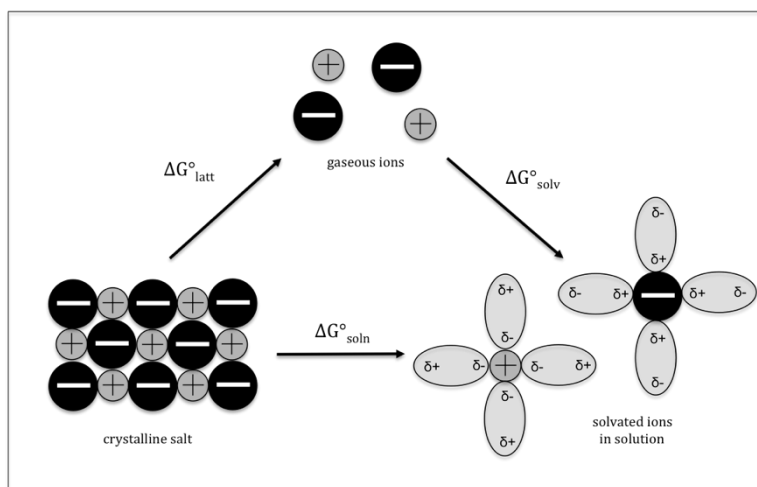 +
−
−
+
gaseous ions
ΔG°latt
ΔG°solv
δ-
δ+
δ-
δ+
−
δ+
δ-
δ+
δ-
− + − + −
+ − + − +
− + − + −
crystalline salt
ΔG°soln
δ+
δ-
δ+
δ-
+
δ-
δ+
δ-
δ+
solvated ions
in solution